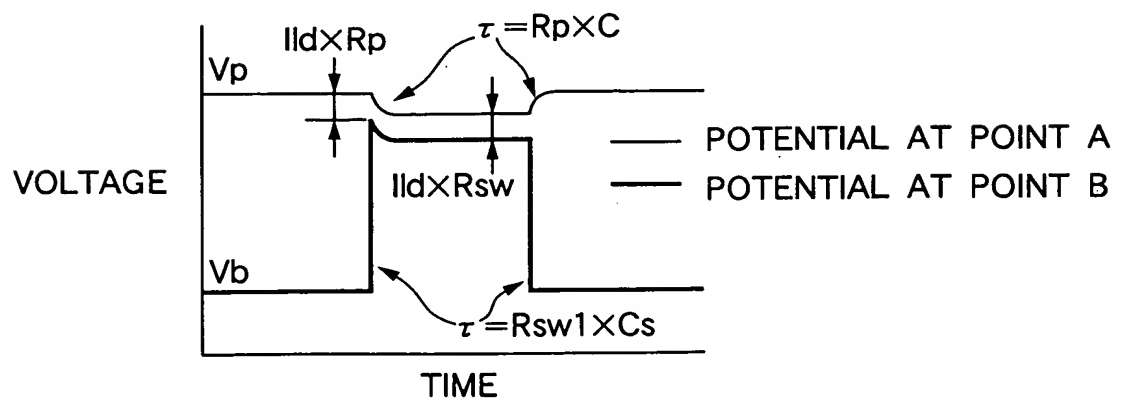 Ild×Rp
τ=Rp×C
Vp
POTENTIAL AT POINT A
VOLTAGE
Ild×Rsw
POTENTIAL AT POINT B
Vb
τ=Rsw1×Cs
TIME